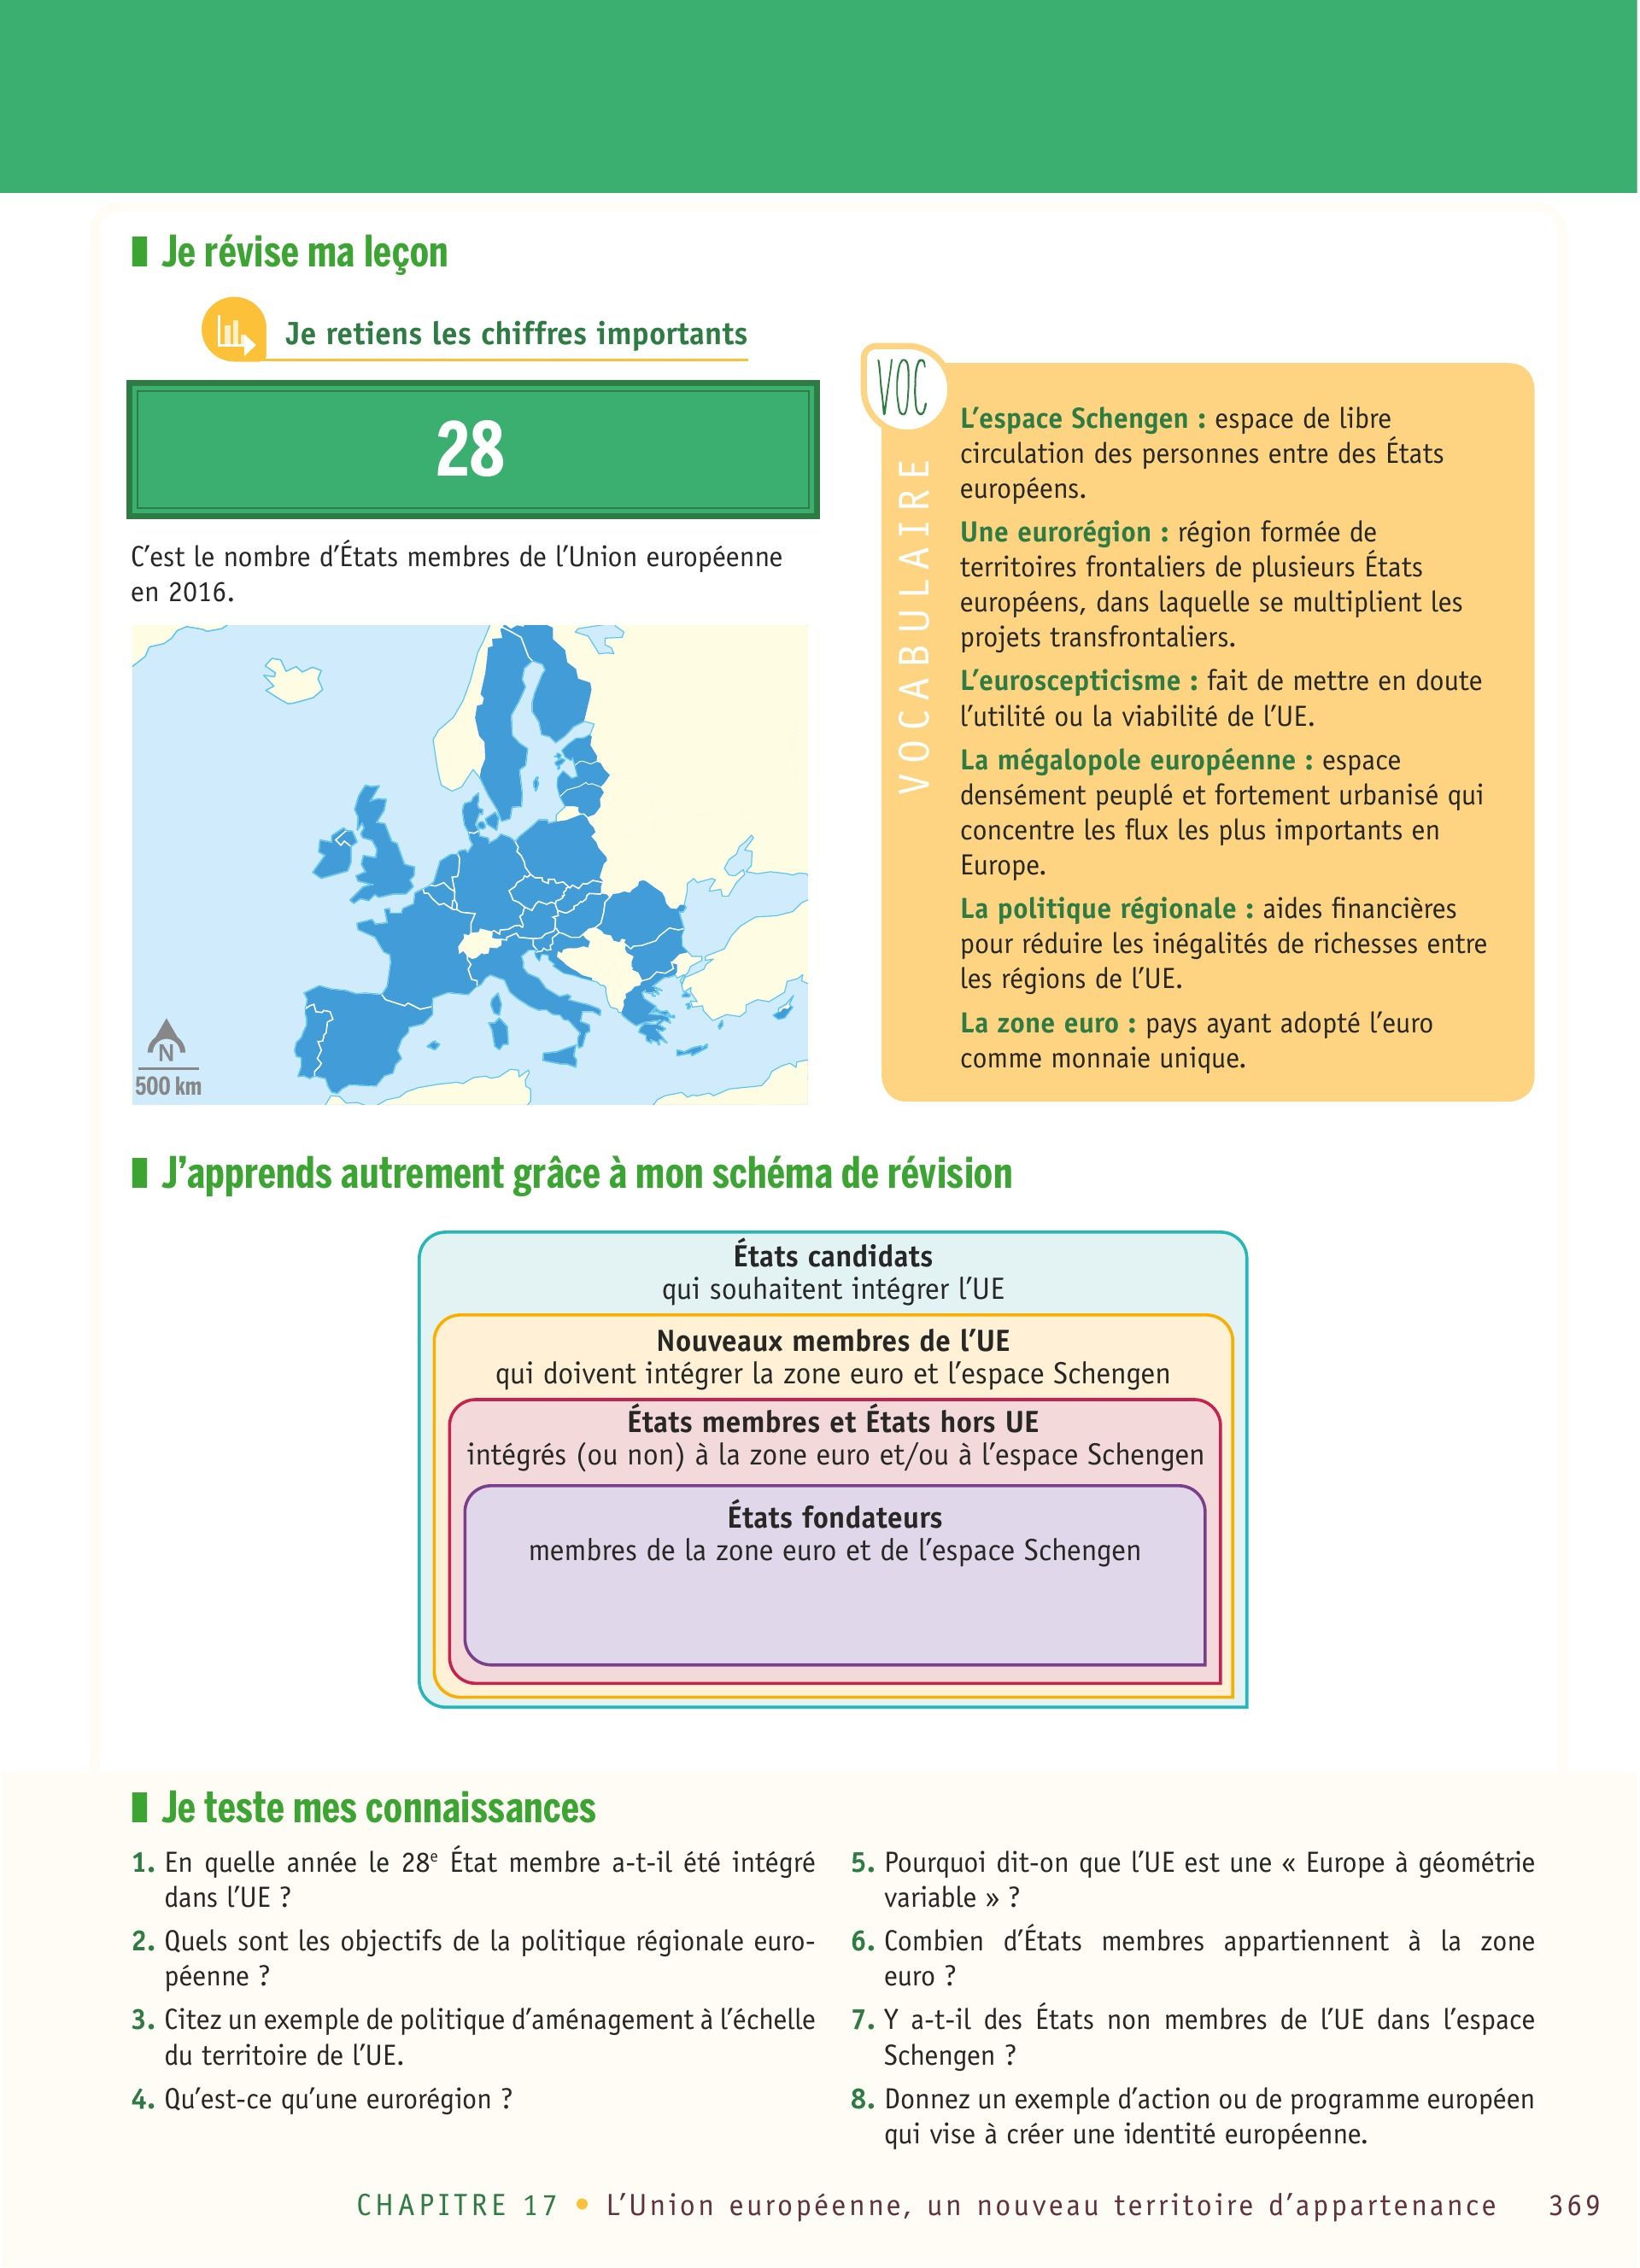 Je révise ma leçon
Je retiens les chiffres importants
28
C'est le nombre d'États membres de l'Union européenne
en 2016.
N
500 km
VOC
VOCABULAIRE
L'espace Schengen : espace de libre
circulation des personnes entre des États
européens.
Une eurorégion : région formée de
territoires frontaliers de plusieurs États
européens, dans laquelle se multiplient les
projets transfrontaliers.
L'euroscepticisme : fait de mettre en doute
l'utilité ou la viabilité de l'UE.
La mégalopole européenne : espace
densément peuplé et fortement urbanisé qui
concentre les flux les plus importants en
Europe.
La politique régionale : aides financières
pour réduire les inégalités de richesses entre
les régions de l'UE.
La zone euro : pays ayant adopté l'euro
comme monnaie unique.
J'apprends autrement grâce à mon schéma de révision
États candidats
qui souhaitent intégrer l'UE
Nouveaux membres de l'UE
qui doivent intégrer la zone euro et l'espace Schengen
États membres et États hors UE
intégrés (ou non) à la zone euro et/ou à l'espace Schengen
États fondateurs
membres de la zone euro et de l'espace Schengen
Je teste mes connaissances
1. En quelle année le 28e État membre a-t-il été intégré
dans l'UE ?
2. Quels sont les objectifs de la politique régionale euro-
péenne ?
3. Citez un exemple de politique d'aménagement à l'échelle
du territoire de l'UE.
4. Qu'est-ce qu'une eurorégion ?
5. Pourquoi dit-on que l'UE est une « Europe à géométrie
variable » ?
6. Combien d'États membres appartiennent à la zone
euro ?
7. Y a-t-il des États non membres de l'UE dans l'espace
Schengen ?
8. Donnez un exemple d'action ou de programme européen
qui vise à créer une identité européenne.
CHAPITRE 17 • L'Union européenne, un nouveau territoire d'appartenance 369